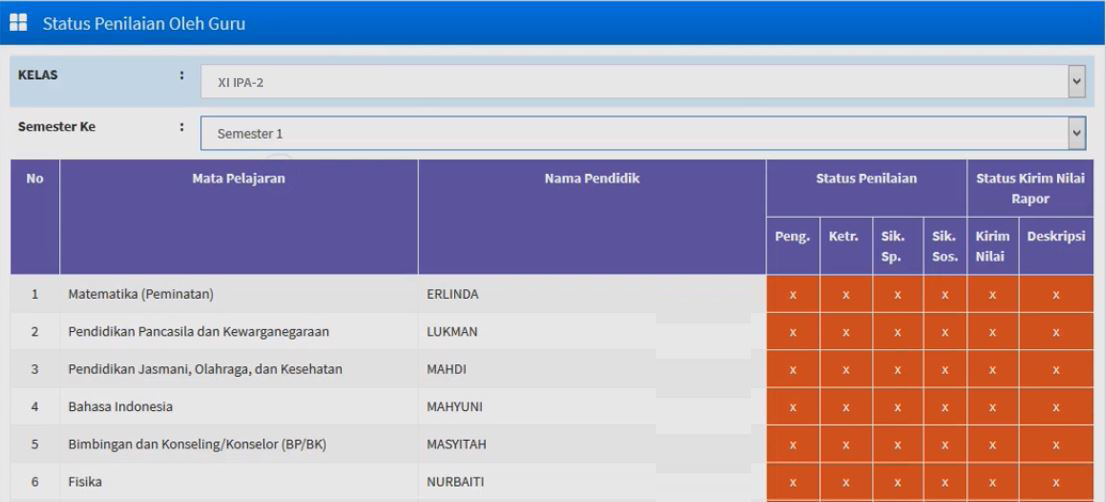 Status Penilaian Oleh Guru
KELAS : XI IPA-2
Semester Ke : Semester 1
No Mata Pelajaran Nama Pendidik Status Penilaian Status Kirim Nilai Rapor
Peng. Ketr. Sik. Sp. Sik. Sos. Kirim Nilai Deskripsi
1 Matematika (Peminatan) ERLINDA x x x x x x
2 Pendidikan Pancasila dan Kewarganegaraan LUKMAN x x x x x x
3 Pendidikan Jasmani, Olahraga, dan Kesehatan MAHDI x x x x x x
4 Bahasa Indonesia MAHYUNI x x x x x x
5 Bimbingan dan Konseling/Konselor (BP/BK) MASYITAH x x x x x x
6 Fisika NURBAITI x x x x x x